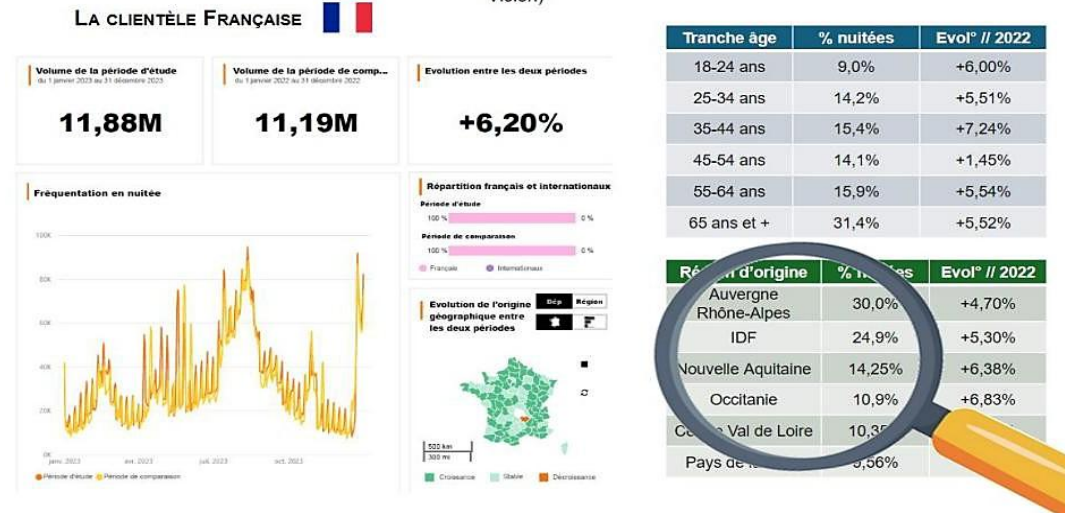 LA CLIENTÈLE FRANÇAISE
Volume de la période d'étude
du 1 janvier 2023 au 31 décembre 2023
11,88M
Volume de la période de comp...
du 1 janvier 2022 au 31 décembre 2022
11,19M
Evolution entre les deux périodes
+6,20%
Fréquentation en nuitée
100K
80K
60K
40K
20K
0K
janv. 2023 avr. 2023 juil. 2023 oct. 2023
Période d'étude Période de comparaison
Répartition français et internationaux
Période d'étude
100 % 0 %
Période de comparaison
100 % 0 %
Français Internationaux
Evolution de l'origine
géographique entre
les deux périodes
Dép Région
500 km
300 mi
Croissance Stable Décroissance
Tranche âge % nuitées Evol° // 2022
18-24 ans 9,0% +6,00%
25-34 ans 14,2% +5,51%
35-44 ans 15,4% +7,24%
45-54 ans 14,1% +1,45%
55-64 ans 15,9% +5,54%
65 ans et + 31,4% +5,52%
d'origine % Evol° // 2022
Auvergne
Rhône-Alpes 30,0% +4,70%
IDF 24,9% +5,30%
Nouvelle Aquitaine 14,25% +6,38%
Occitanie 10,9% +6,83%
Val de Loire
Pays de